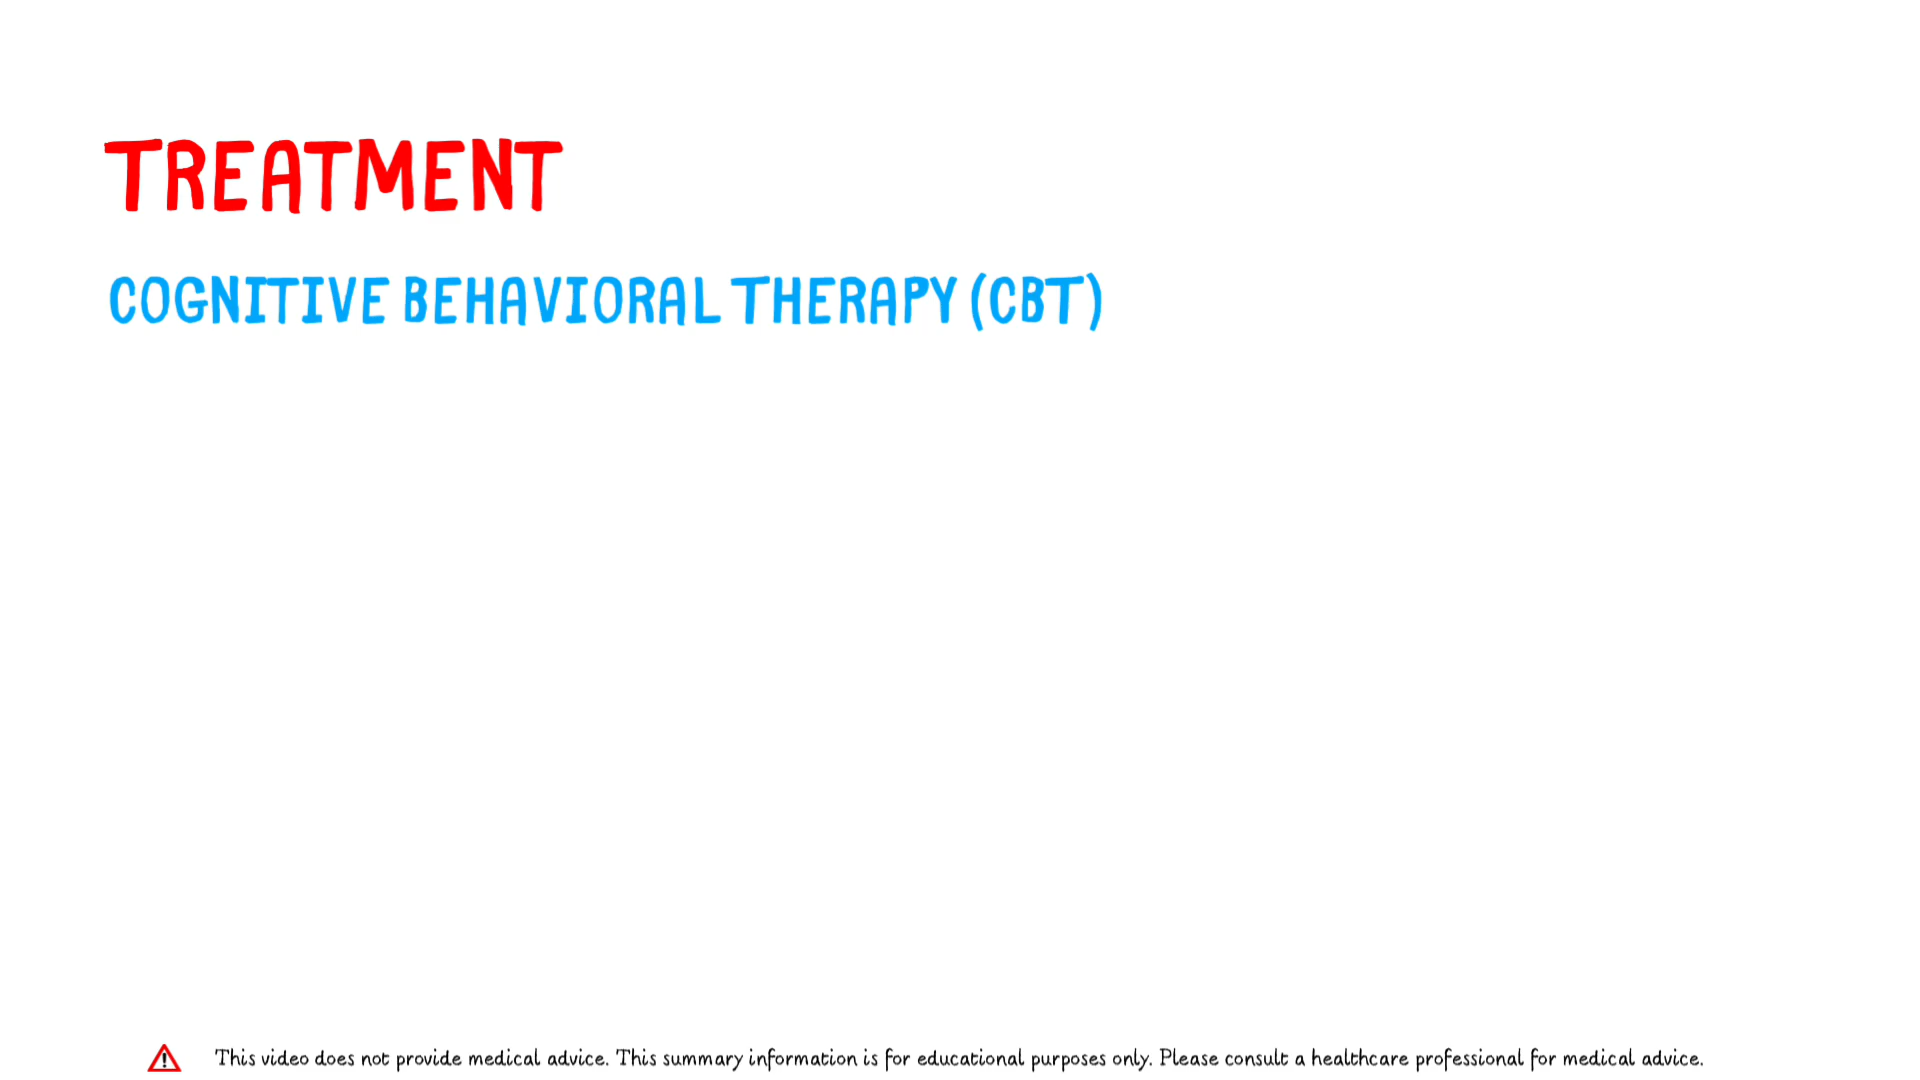 TREATMENT
COGNITIVE BEHAVIORAL THERAPY (CBT)
This video does not provide medical advice. This summary information is for educational purposes only. Please consult a healthcare professional for medical advice.